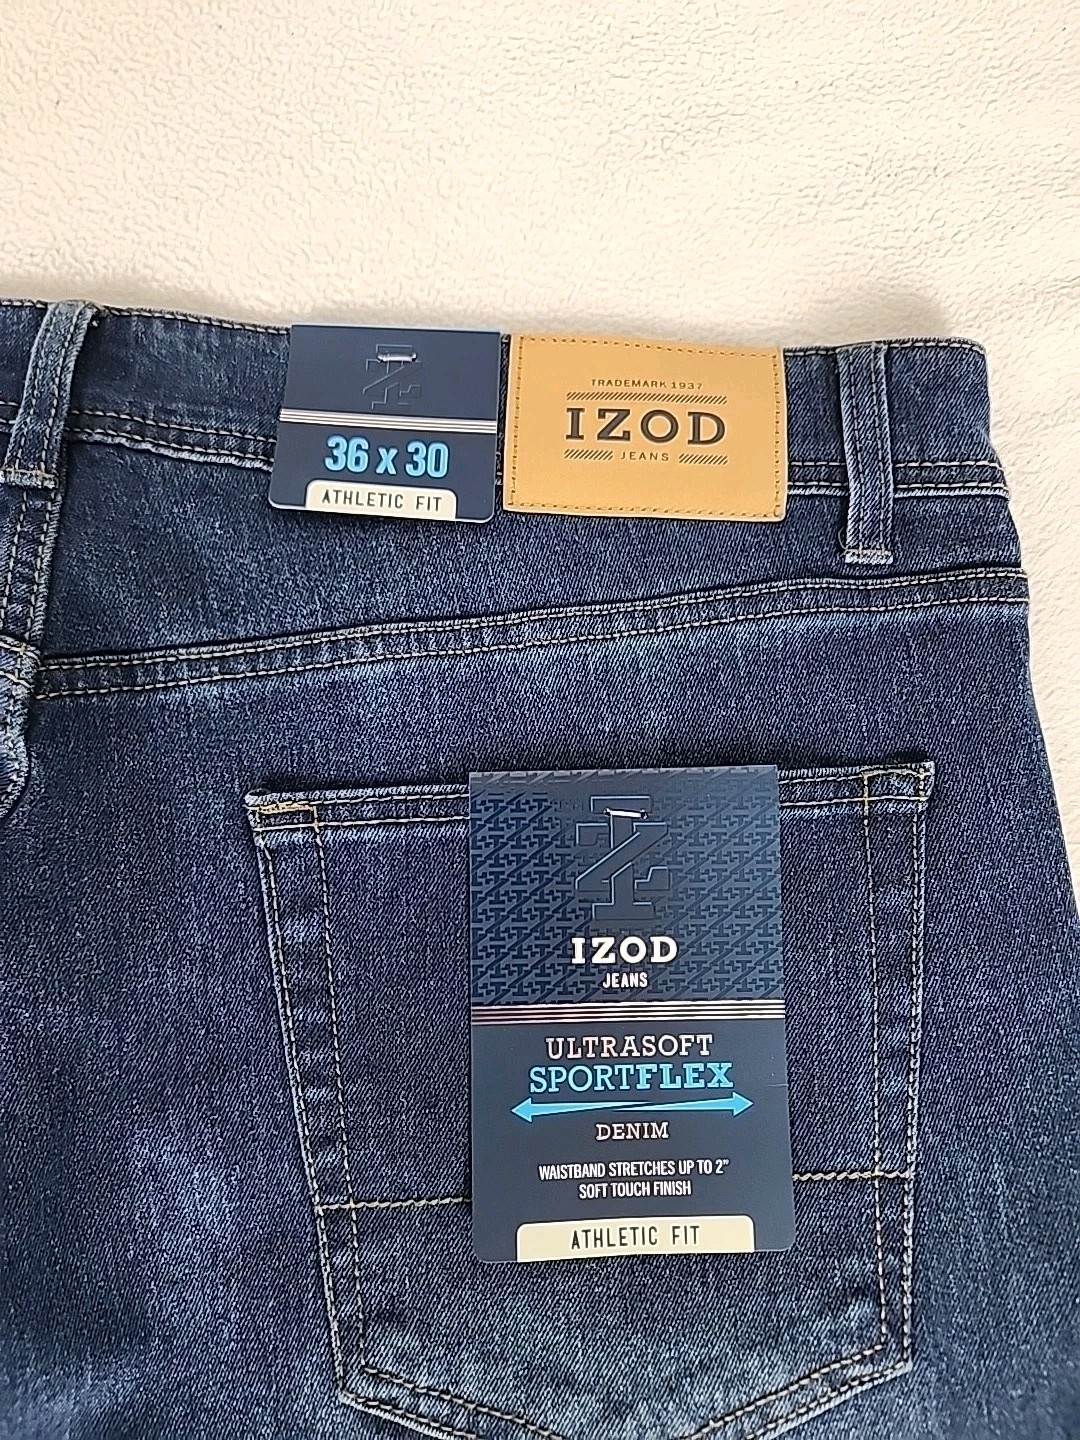 36 x 30
ATHLETIC FIT
TRADEMARK 1937
IZOD
JEANS
IZOD
JEANS
ULTRASOFT
SPORTFLEX
DENIM
WAISTBAND STRETCHES UP TO 2"
SOFT TOUCH FINISH
ATHLETIC FIT